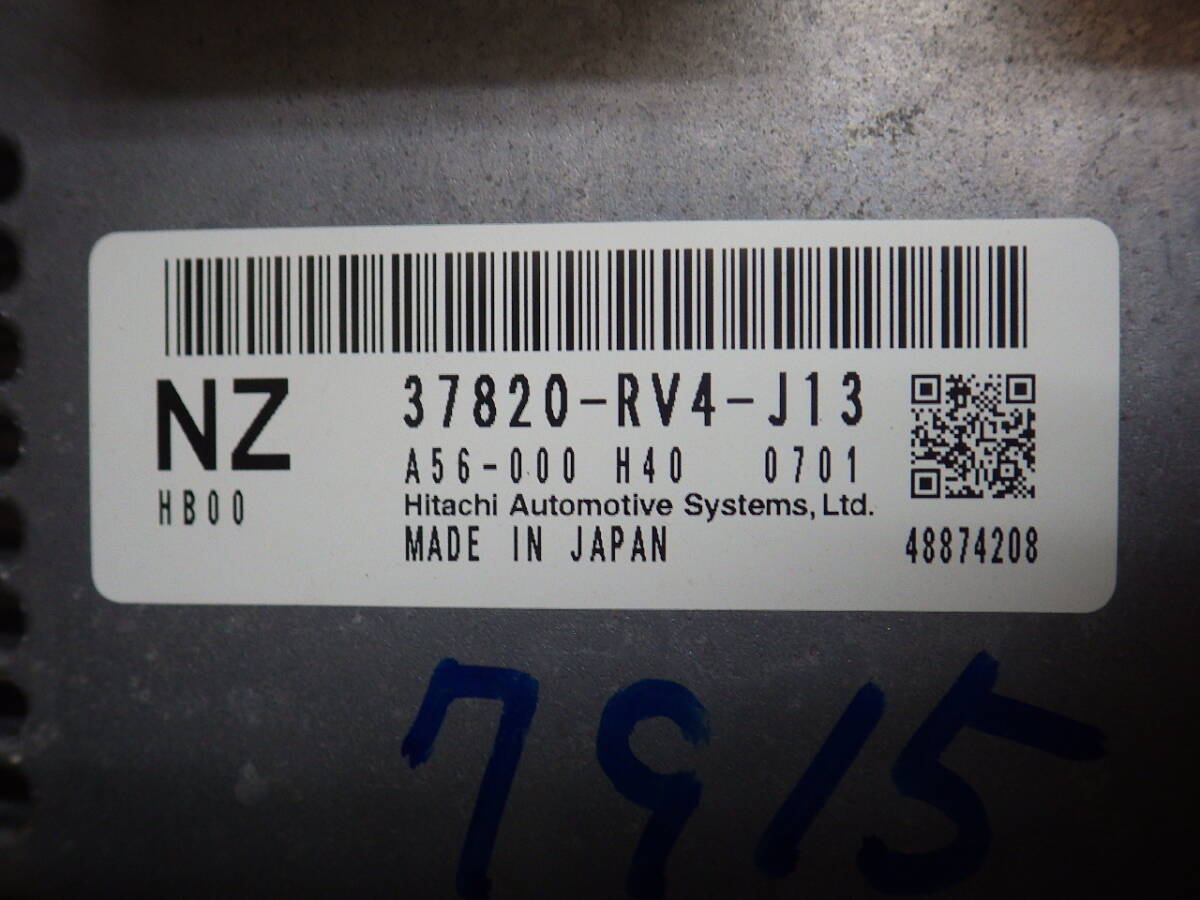 NZ
37820-RV4-J13
A56-000 H40 0701
HB00
Hitachi Automotive Systems, Ltd.
MADE IN JAPAN
48874208
7915